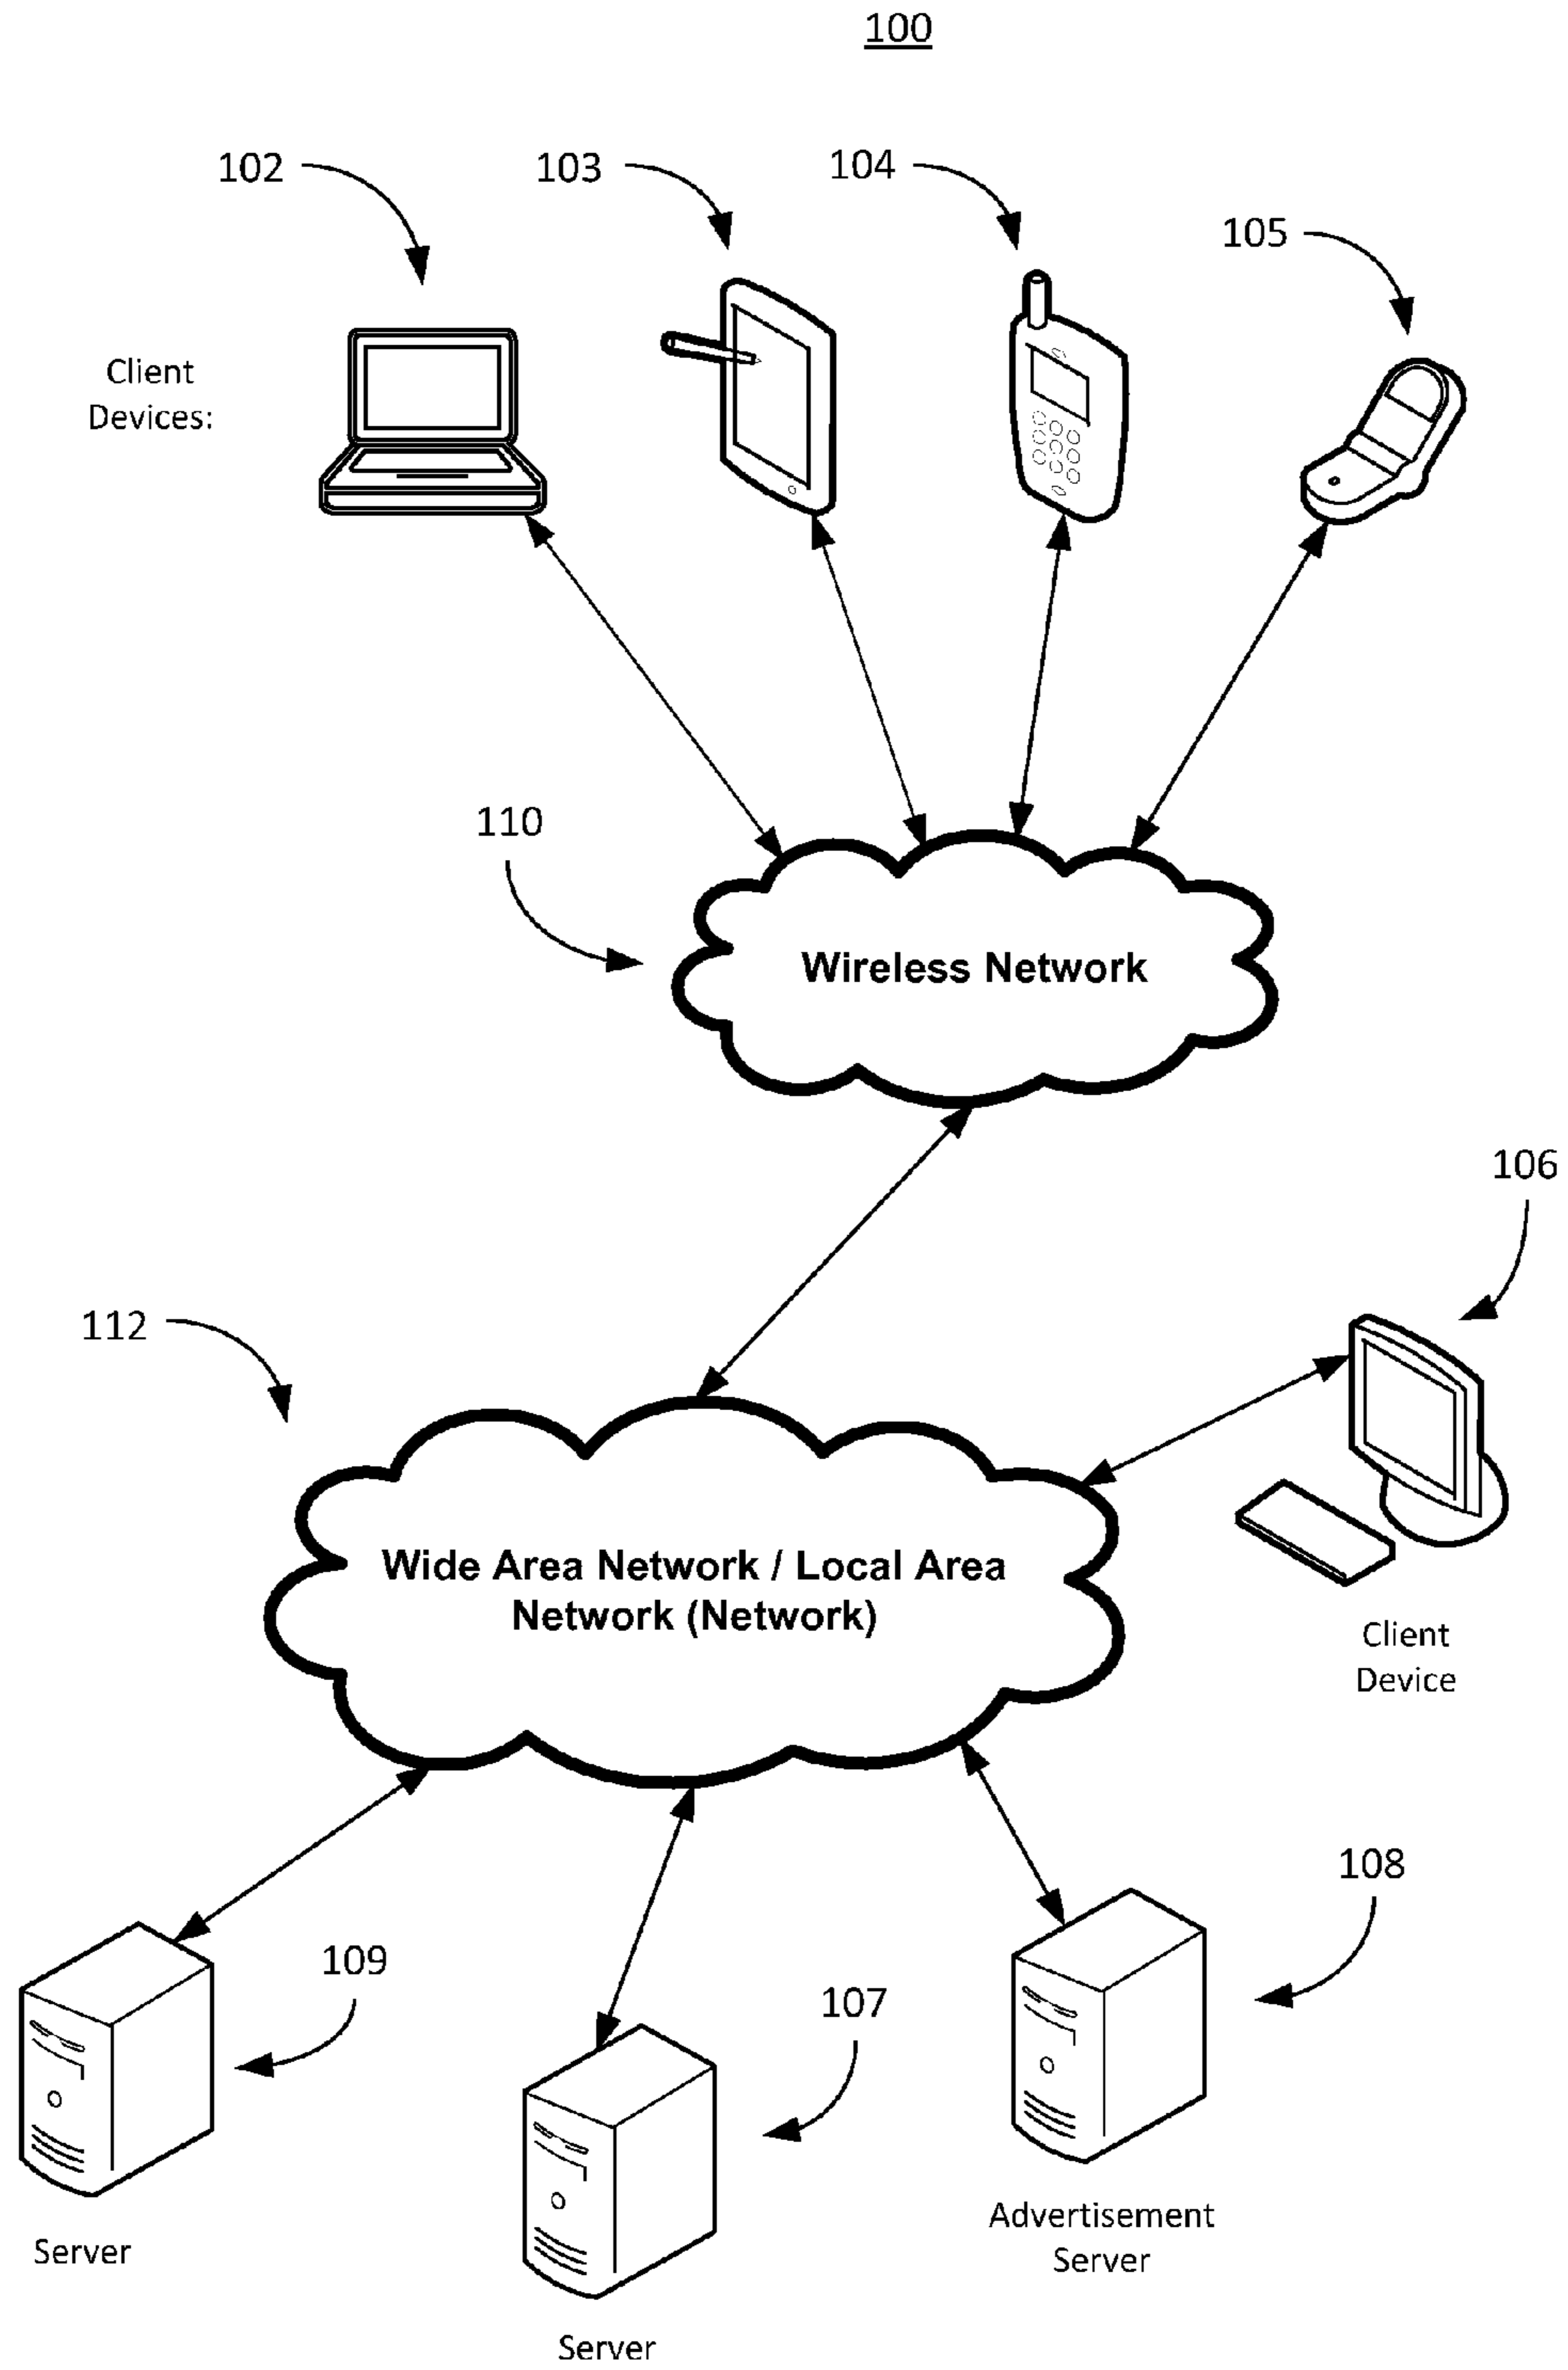 100
102
103
104
105
Client
Devices:
110
Wireless Network
106
112
Wide Area Network / Local Area
Network (Network)
Client
Device
108
109
107
Advertisement
Server
Server
Server